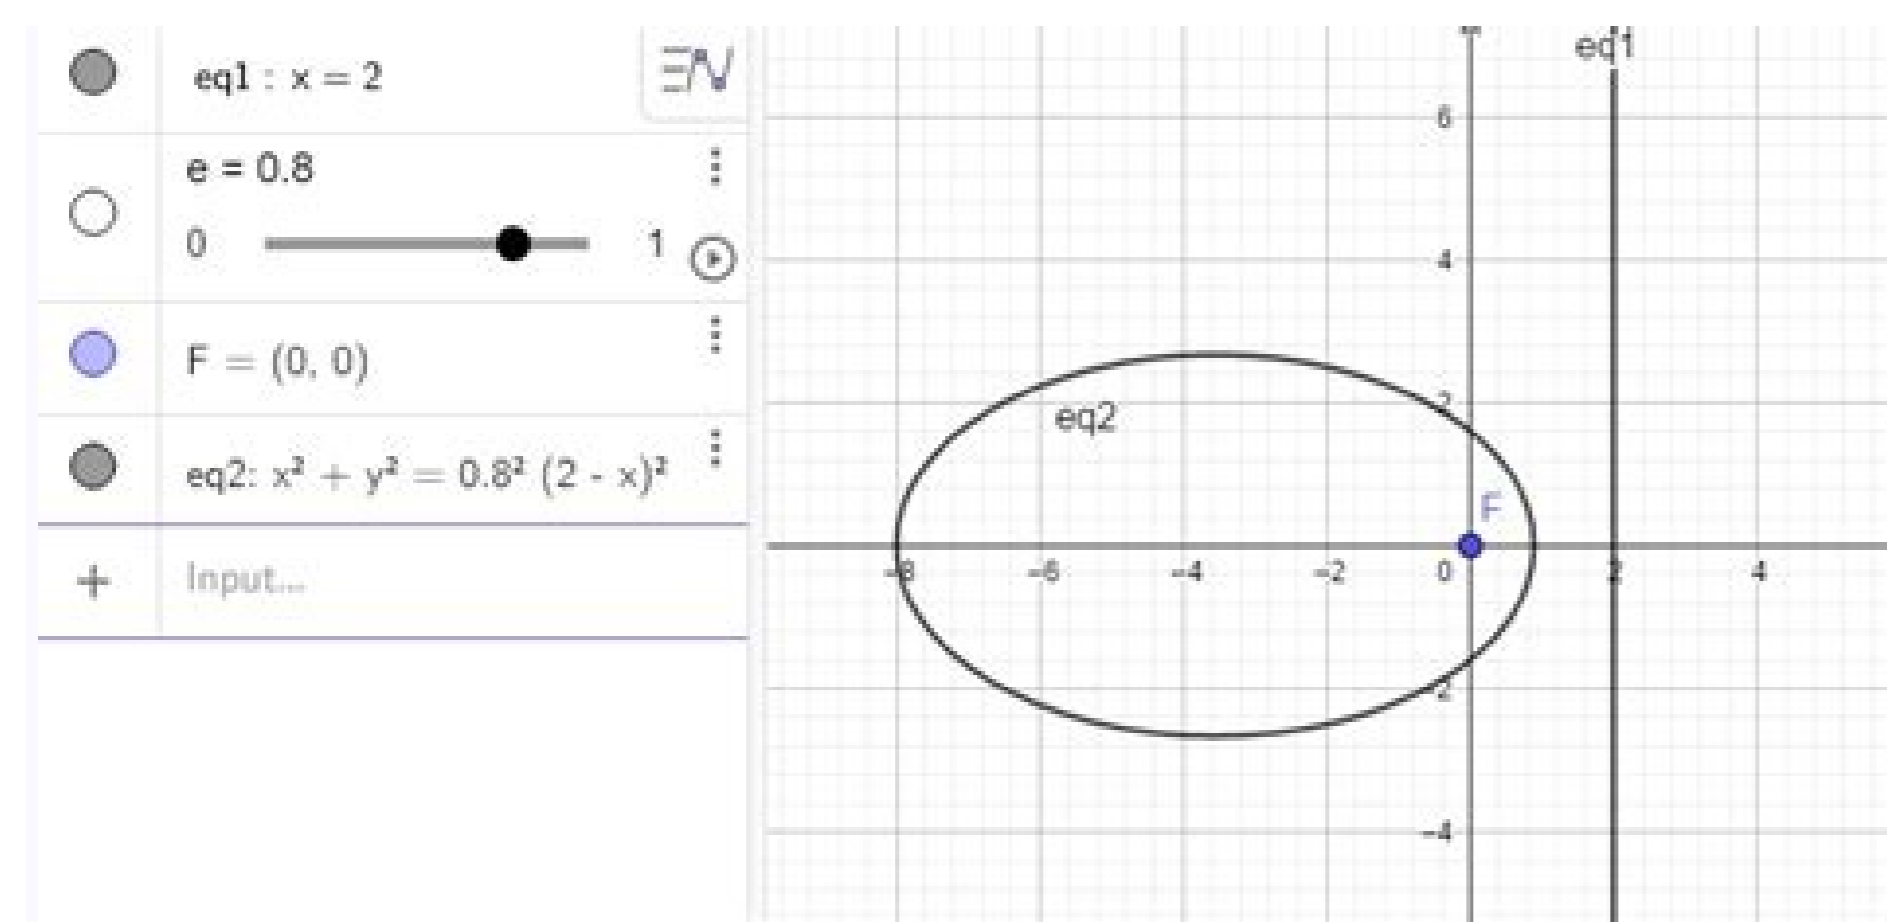 eq1 : x = 2
e = 0.8
0 1
F = (0, 0)
eq2: x² + y² = 0.8² (2 - x)²
+ Input...
eq1
6
4
2
eq2
F
-8 -6 -4 -2 0 2 4
-2
-4